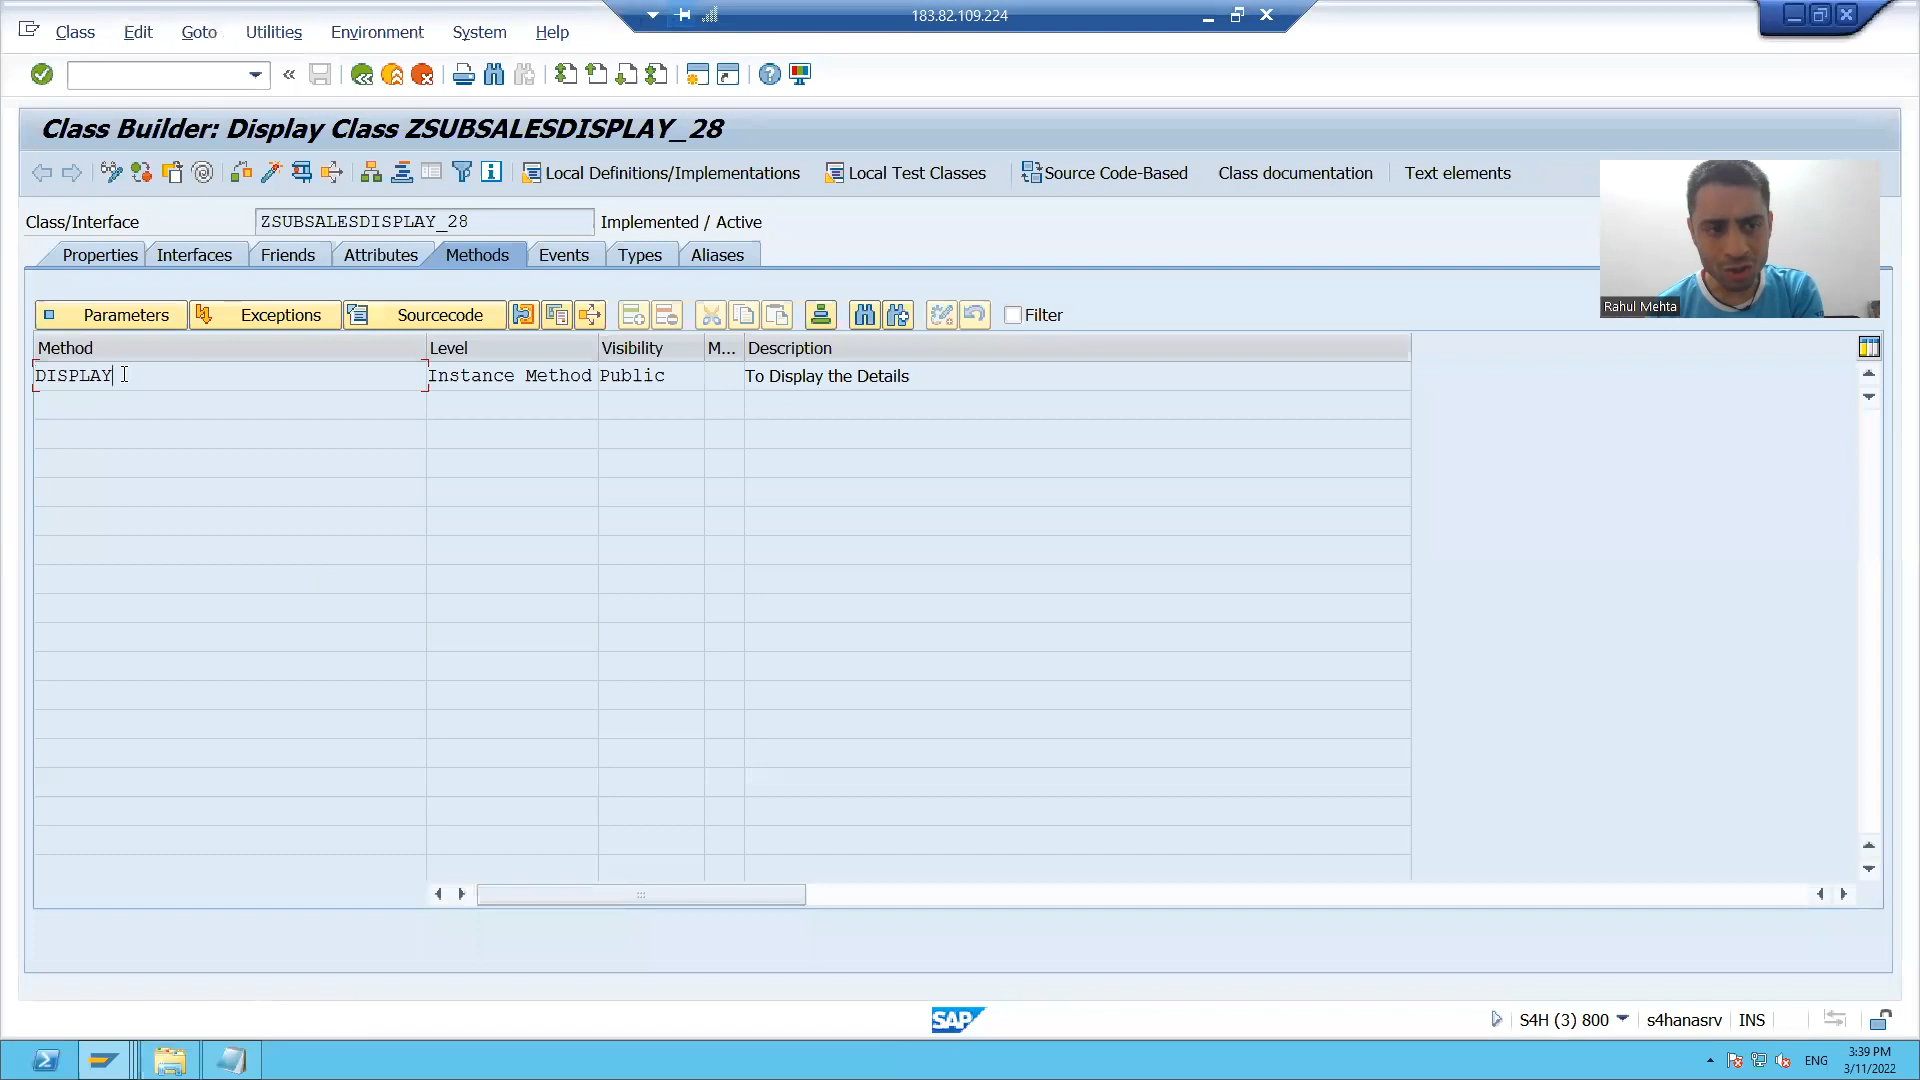 183.82.109.224
Class Edit Goto Utilities Environment System Help
Class Builder: Display Class ZSUBSALESDISPLAY_28
Local Definitions/Implementations Local Test Classes Source Code-Based Class documentation Text elements
Class/Interface ZSUBSALESDISPLAY_28 Implemented / Active
Properties Interfaces Friends Attributes Methods Events Types Aliases
Rahul Mehta
Parameters Exceptions Sourcecode Filter
Method Level Visibility M... Description
DISPLAY Instance Method Public To Display the Details
SAP S4H (3) 800 s4hanasrv INS
ENG 3:39 PM
3/11/2022